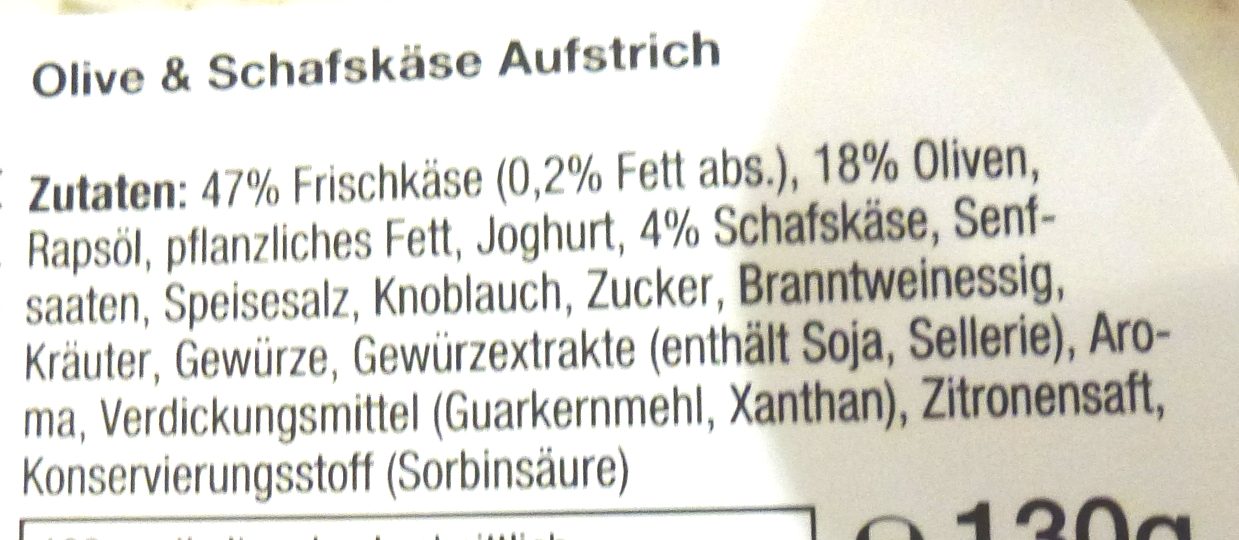 Olive & Schafskäse Aufstrich
Zutaten: 47% Frischkäse (0,2% Fett abs.), 18% Oliven,
Rapsöl, pflanzliches Fett, Joghurt, 4% Schafskäse, Senf-
saaten, Speisesalz, Knoblauch, Zucker, Branntweinessig,
Kräuter, Gewürze, Gewürzextrakte (enthält Soja, Sellerie), Aro-
ma, Verdickungsmittel (Guarkernmehl, Xanthan), Zitronensaft,
Konservierungsstoff (Sorbinsäure)
130g